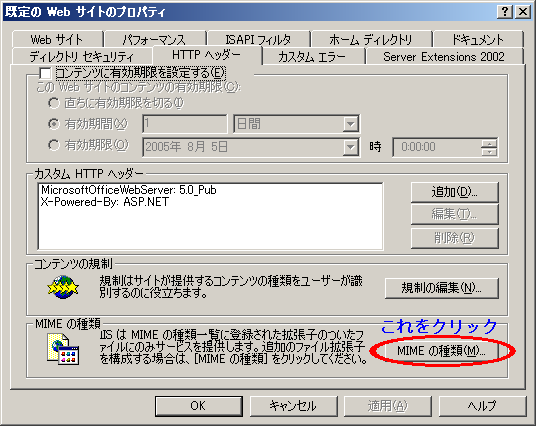 既定の Web サイトのプロパティ
Web サイト パフォーマンス ISAPI フィルタ ホーム ディレクトリ ドキュメント
ディレクトリ セキュリティ HTTP ヘッダー カスタム エラー Server Extensions 2002
コンテンツに有効期限を設定する(E)
この Web サイトのコンテンツの有効期限(C):
直ちに有効期限を切る(I)
有効期間(X) 1 日間
有効期限(O) 2005年 8月 5日 時 0:00:00
カスタム HTTP ヘッダー
MicrosoftOfficeWebServer: 5.0_Pub
X-Powered-By: ASP.NET
追加(D)...
編集(T)...
削除(R)
コンテンツの規制
規制はサイトが提供するコンテンツの種類をユーザーが識
別するのに役立ちます。
規制の編集(N)...
MIME の種類
IIS は MIME の種類一覧に登録された拡張子のついた
ファイルにのみサービスを提供します。追加のファイル拡張子
を構成する場合は、[MIME の種類] をクリックしてください。
これをクリック
MIME の種類(M)...
OK キャンセル 適用(A) ヘルプ